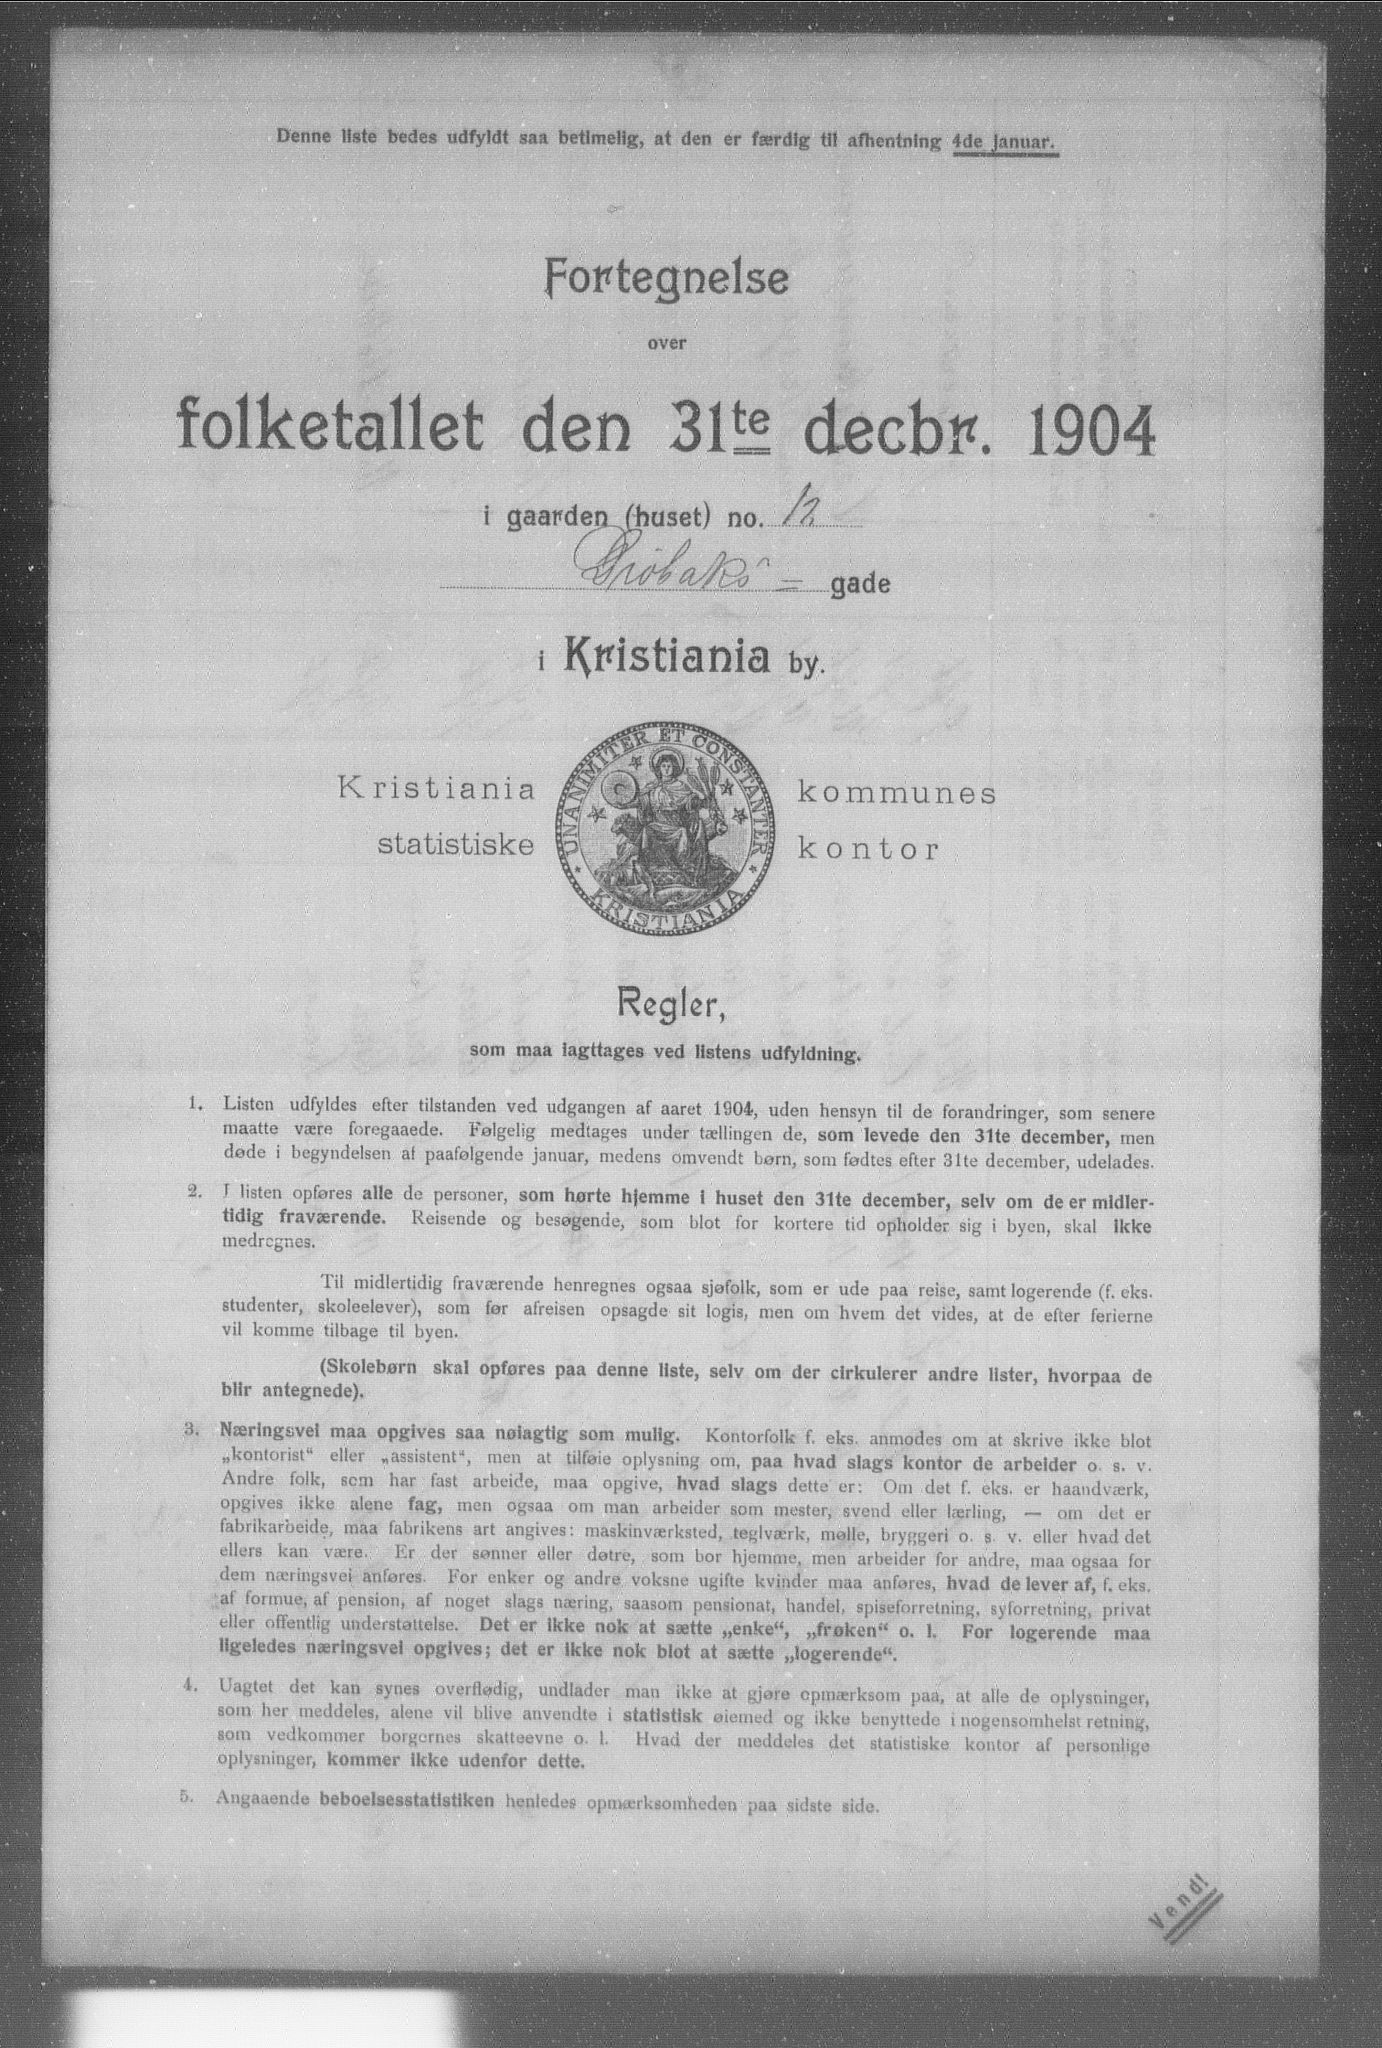 Denne liste bedes udfyldt saa betimelig, at den er færdig til afhentning 4de januar.
Fortegnelse
over
folketallet den 31te decbr. 1904
i gaarden (huset) no. 12
Grøbaks = gade
i Kristiania by.
UNANIMITER ET CONSTANTER
KRISTIANIA
Kristiania kommunes
statistiske kontor
Regler,
som maa iagttages ved listens udfyldning.
1. Listen udfyldes efter tilstanden ved udgangen af aaret 1904, uden hensyn til de forandringer, som senere
maatte være foregaaede. Følgelig medtages under tællingen de, som levede den 31te december, men
døde i begyndelsen af paafølgende januar, medens omvendt børn, som fødtes efter 31te december, udelades.
2. I listen opføres alle de personer, som hørte hjemme i huset den 31te december, selv om de er midler-
tidig fraværende. Reisende og besøgende, som blot for kortere tid opholder sig i byen, skal ikke
medregnes.
Til midlertidig fraværende henregnes ogsaa sjøfolk, som er ude paa reise, samt logerende (f. eks.
studenter, skoleelever), som før afreisen opsagde sit logis, men om hvem det vides, at de efter ferierne
vil komme tilbage til byen.
(Skolebørn skal opføres paa denne liste, selv om der cirkulerer andre lister, hvorpaa de
blir antegnede).
3. Næringsvei maa opgives saa nøiagtig som mulig. Kontorfolk f. eks. anmodes om at skrive ikke blot
„kontorist“ eller „assistent“, men at tilføie oplysning om, paa hvad slags kontor de arbeider o. s. v.
Andre folk, som har fast arbeide, maa opgive, hvad slags dette er: Om det f. eks. er haandværk,
opgives ikke alene fag, men ogsaa om man arbeider som mester, svend eller lærling, — om det er
fabrikarbeide, maa fabrikens art angives: maskinværksted, teglværk, mølle, bryggeri o. s. v. eller hvad det
ellers kan være. Er der sønner eller døtre, som bor hjemme, men arbeider for andre, maa ogsaa for
dem næringsvei anføres. For enker og andre voksne ugifte kvinder maa anføres, hvad de lever af, f. eks.
af formue, af pension, af noget slags næring, saasom pensionat, handel, spiseforretning, syforretning, privat
eller offentlig understøttelse. Det er ikke nok at sætte „enke“, „frøken“ o. l. For logerende maa
ligeledes næringsvei opgives; det er ikke nok blot at sætte „logerende“.
4. Uagtet det kan synes overflødig, undlader man ikke at gjøre opmærksom paa, at alle de oplysninger,
som her meddeles, alene vil blive anvendte i statistisk øiemed og ikke benyttede i nogensomhelst retning,
som vedkommer borgernes skatteevne o. l. Hvad der meddeles det statistiske kontor af personlige
oplysninger, kommer ikke udenfor dette.
5. Angaaende beboelsesstatistiken henledes opmærksomheden paa sidste side.
Vend!